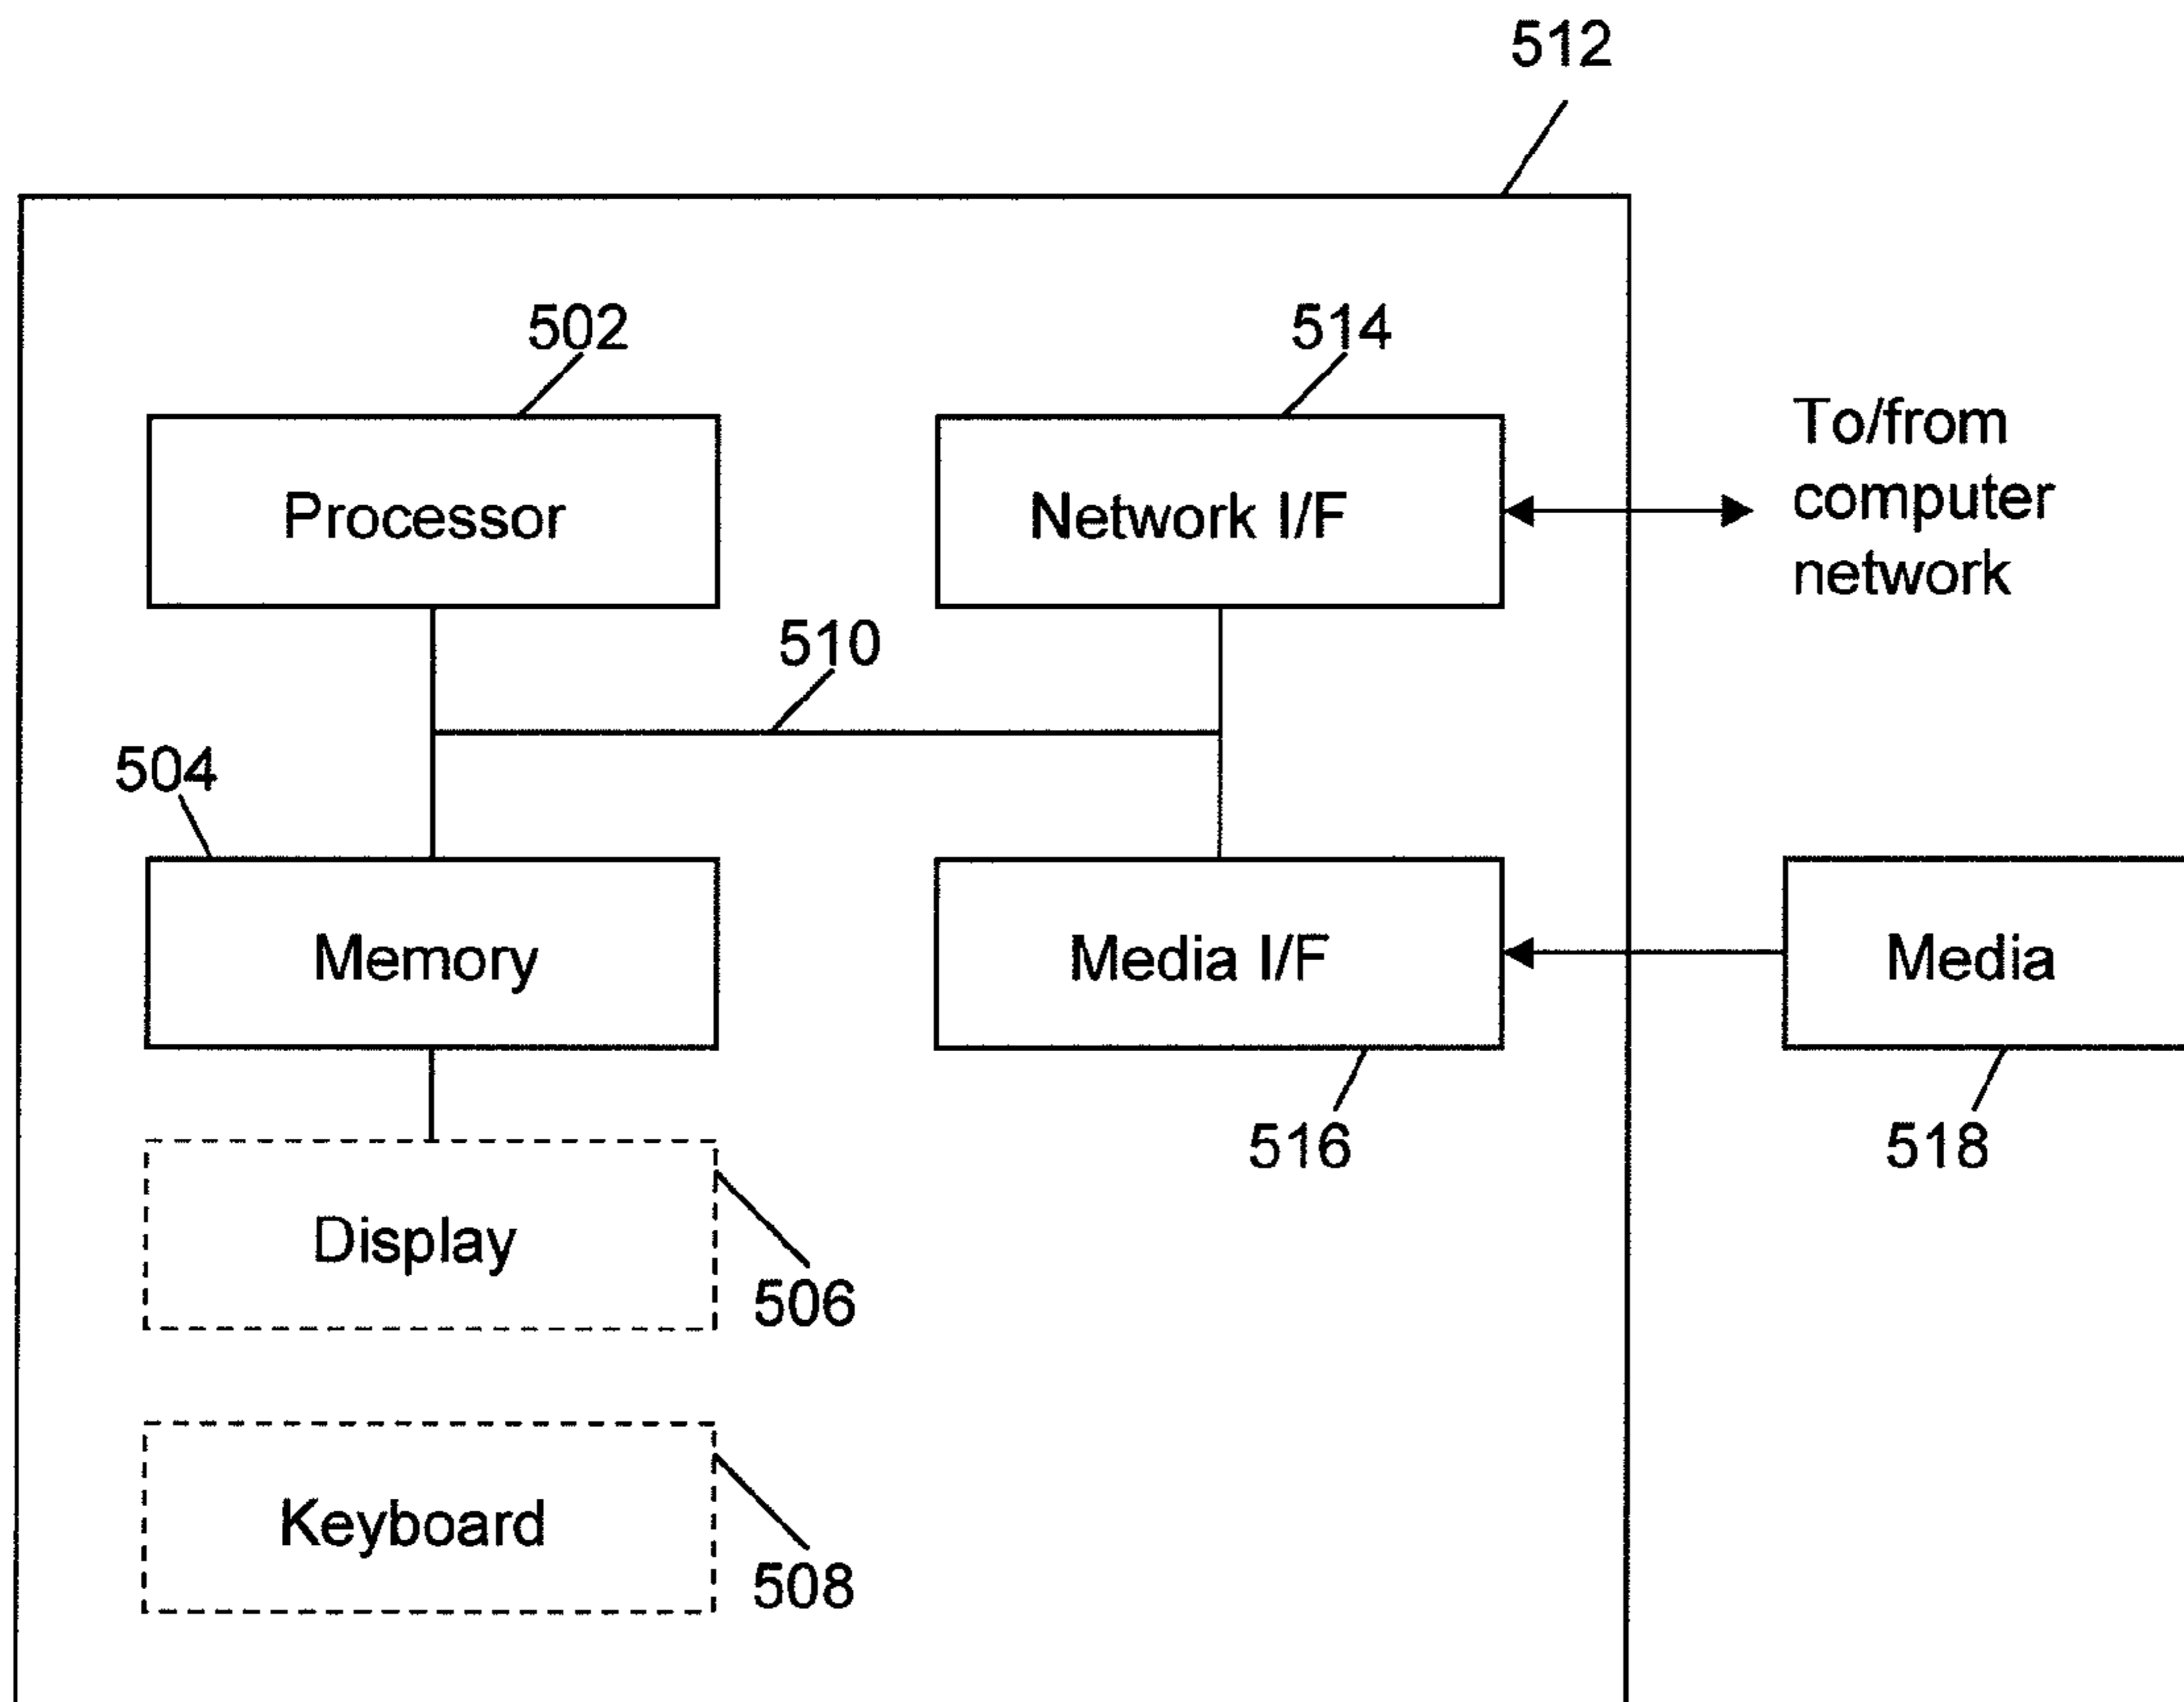 512
502
514
Processor
Network I/F
To/from
computer
network
510
504
Memory
Media I/F
Media
516
518
Display
506
Keyboard
508